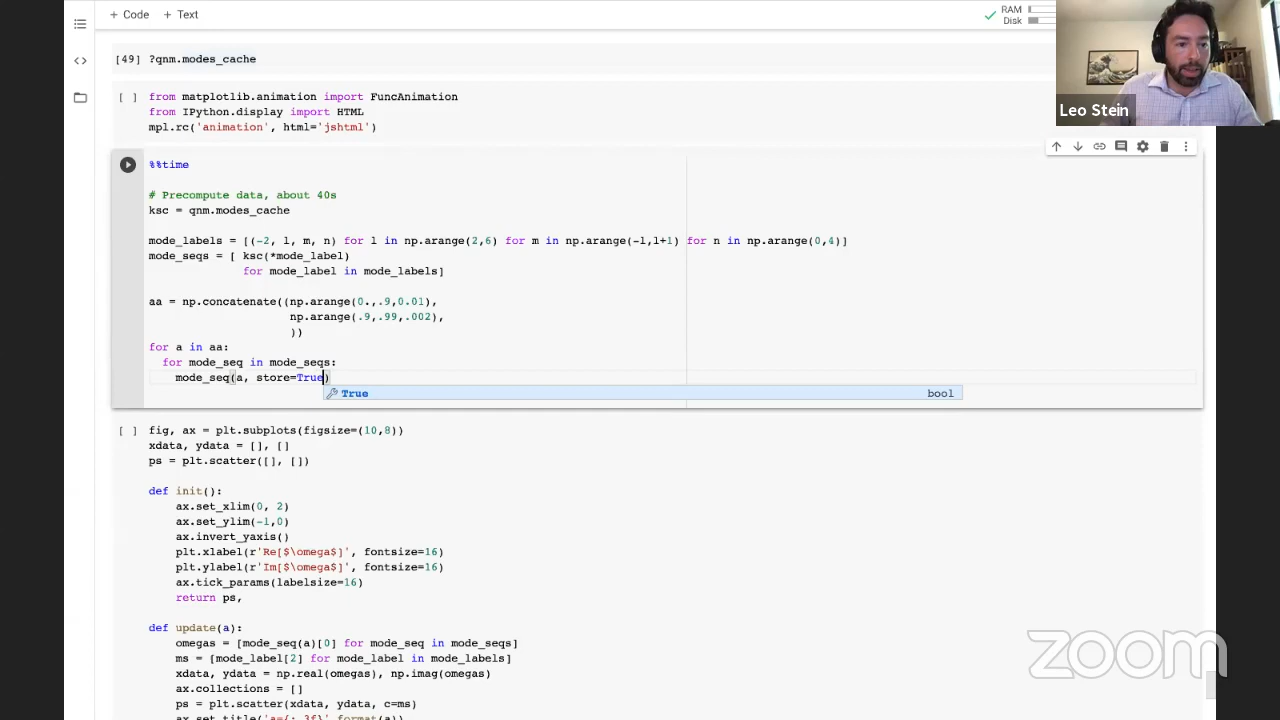 + Code + Text
RAM
Disk
Leo Stein
[49] ?qnm.modes_cache
[ ] from matplotlib.animation import FuncAnimation
from IPython.display import HTML
mpl.rc('animation', html='jshtml')
%%time
# Precompute data, about 40s
ksc = qnm.modes_cache
mode_labels = [(-2, l, m, n) for l in np.arange(2,6) for m in np.arange(-l,l+1) for n in np.arange(0,4)]
mode_seqs = [ ksc(*mode_label)
for mode_label in mode_labels]
aa = np.concatenate((np.arange(0.,.9,0.01),
np.arange(.9,.99,.002),
))
for a in aa:
for mode_seq in mode_seqs:
mode_seq(a, store=True)
True bool
[ ] fig, ax = plt.subplots(figsize=(10,8))
xdata, ydata = [], []
ps = plt.scatter([], [])
def init():
ax.set_xlim(0, 2)
ax.set_ylim(-1,0)
ax.invert_yaxis()
plt.xlabel(r'Re[$\omega$]', fontsize=16)
plt.ylabel(r'Im[$\omega$]', fontsize=16)
ax.tick_params(labelsize=16)
return ps,
def update(a):
omegas = [mode_seq(a)[0] for mode_seq in mode_seqs]
ms = [mode_label[2] for mode_label in mode_labels]
xdata, ydata = np.real(omegas), np.imag(omegas)
ax.collections = []
ps = plt.scatter(xdata, ydata, c=ms)
ax.set_title('a={:.3f}'.format(a))
zoom